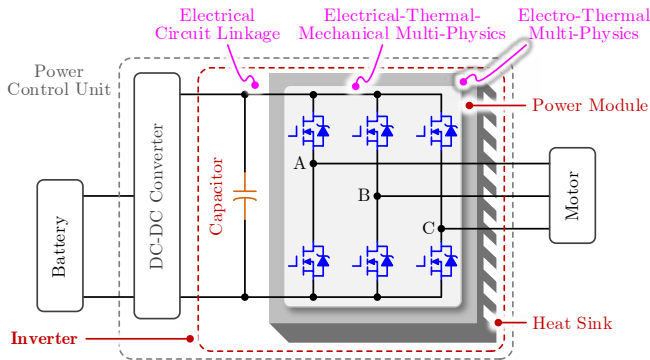 Electrical
Circuit Linkage
Electrical-Thermal-
Mechanical Multi-Physics
Electro-Thermal
Multi-Physics
Power
Control Unit
Power Module
DC-DC Converter
Capacitor
A
B
C
Battery
Motor
Inverter
Heat Sink